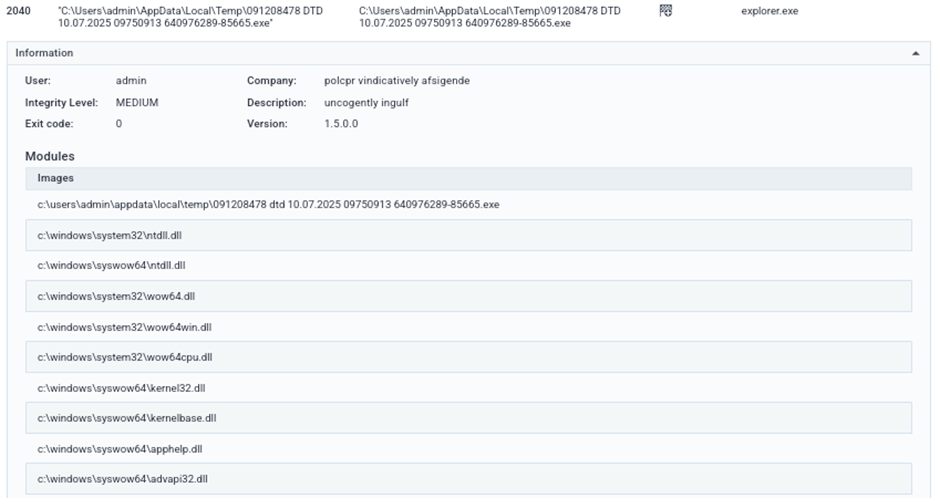 2040 "C:\Users\admin\AppData\Local\Temp\091208478 DTD C:\Users\admin\AppData\Local\Temp\091208478 DTD explorer.exe
10.07.2025 09750913 640976289-85665.exe" 10.07.2025 09750913 640976289-85665.exe
Information
User: admin Company: polcpr vindicatively afsigende
Integrity Level: MEDIUM Description: uncogently ingulf
Exit code: 0 Version: 1.5.0.0
Modules
Images
c:\users\admin\appdata\local\temp\091208478 dtd 10.07.2025 09750913 640976289-85665.exe
c:\windows\system32\ntdll.dll
c:\windows\syswow64\ntdll.dll
c:\windows\system32\wow64.dll
c:\windows\system32\wow64win.dll
c:\windows\system32\wow64cpu.dll
c:\windows\syswow64\kernel32.dll
c:\windows\syswow64\kernelbase.dll
c:\windows\syswow64\apphelp.dll
c:\windows\syswow64\advapi32.dll